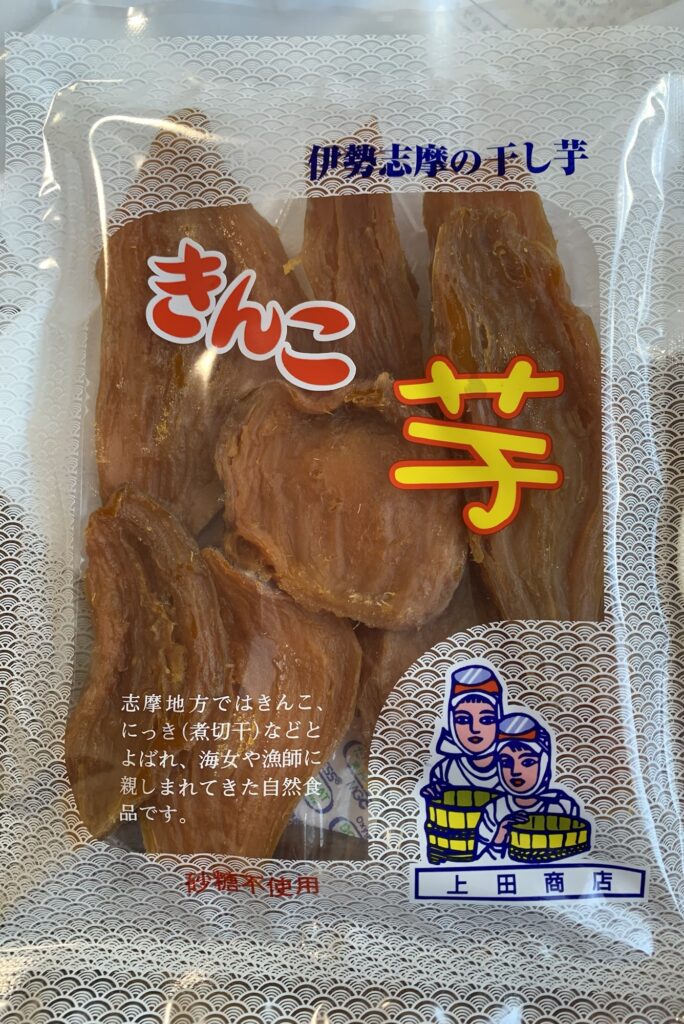 伊勢志摩の干し芋
きんこ
芋
志摩地方ではきんこ、
にっき(煮切干)などと
よばれ、海女や漁師に
親しまれてきた自然食
品です。
砂糖不使用
上田商店